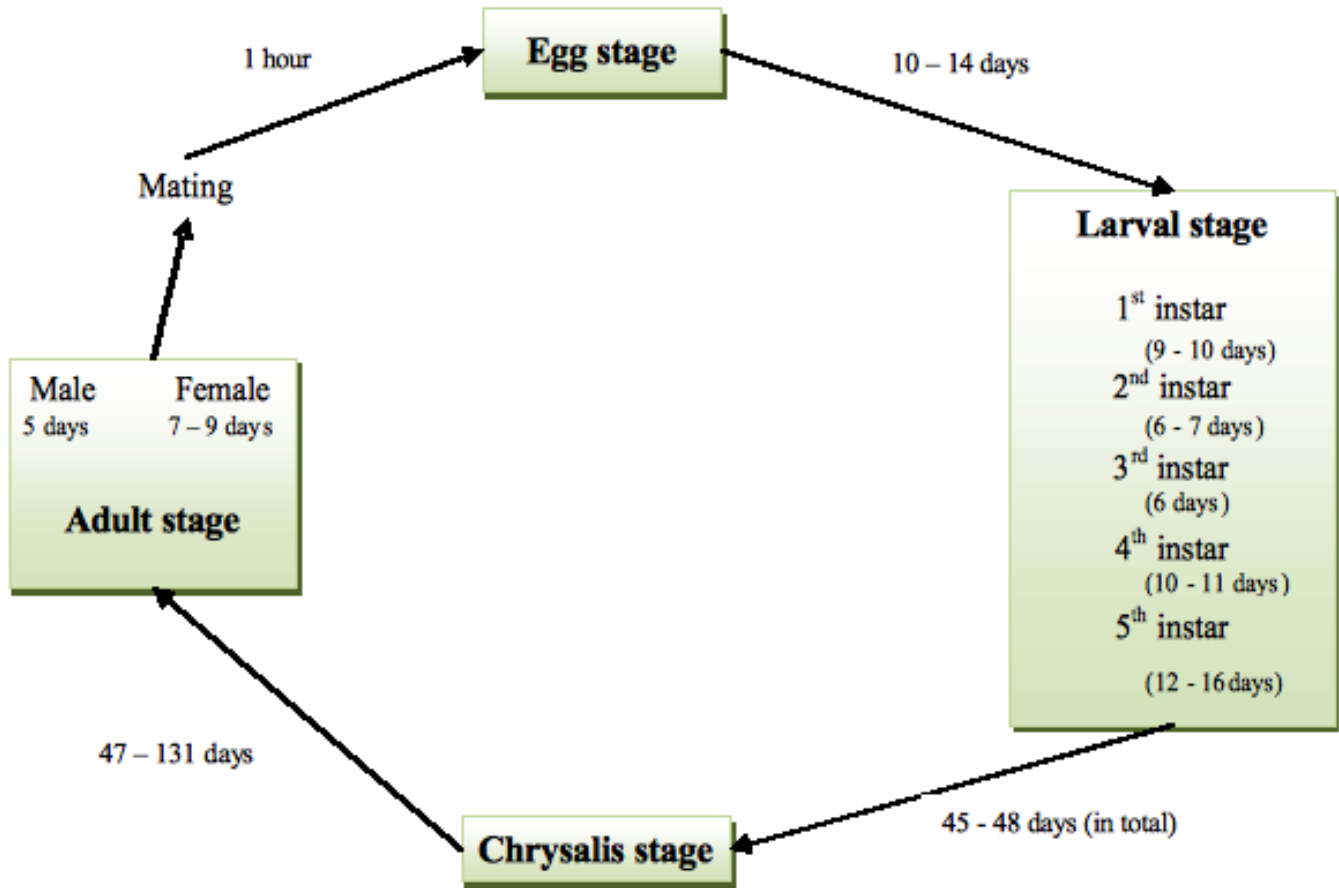 Egg stage
1 hour
10 – 14 days
Mating
Larval stage
1st instar
(9 - 10 days)
2nd instar
(6 - 7 days)
3rd instar
(6 days)
4th instar
(10 - 11 days)
5th instar
(12 - 16 days)
Male Female
5 days 7 – 9 days
Adult stage
47 – 131 days
45 - 48 days (in total)
Chrysalis stage